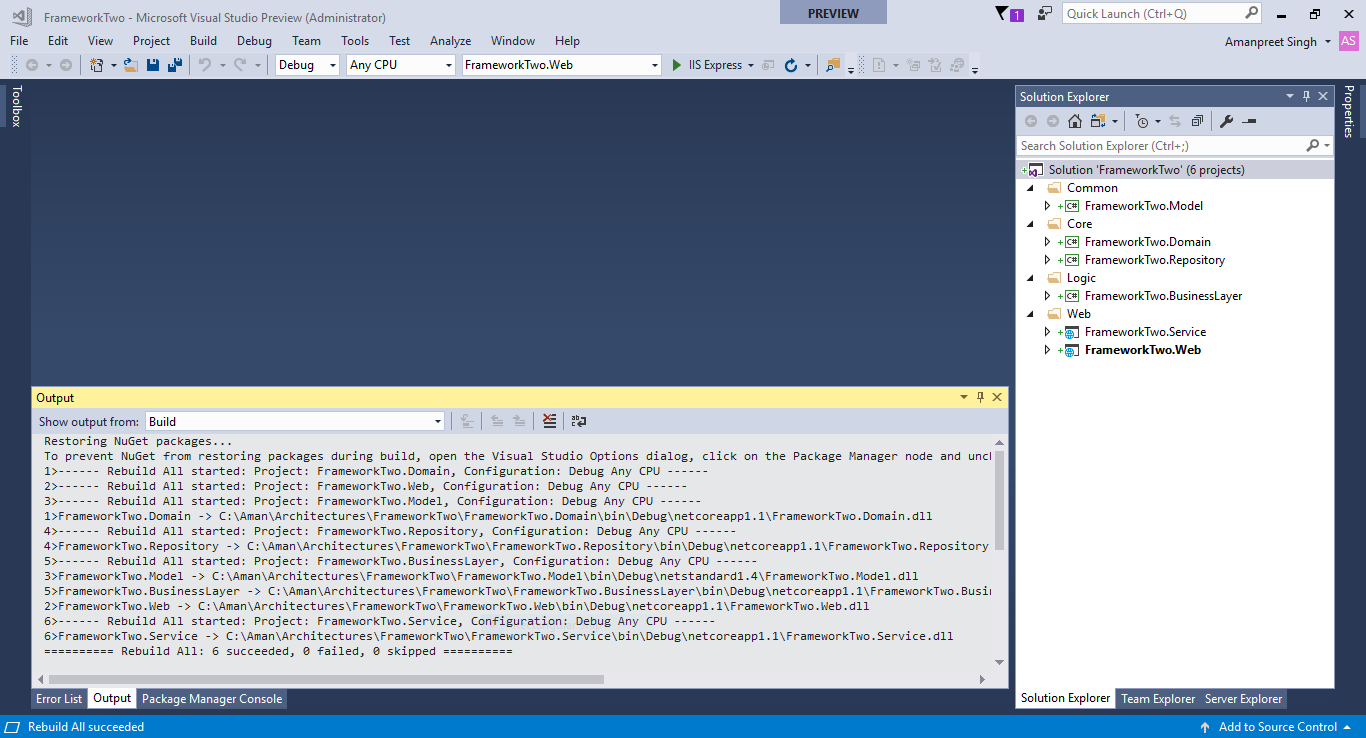 FrameworkTwo - Microsoft Visual Studio Preview (Administrator)
PREVIEW
1
Quick Launch (Ctrl+Q)
File Edit View Project Build Debug Team Tools Test Analyze Window Help
Amanpreet Singh AS
Debug Any CPU FrameworkTwo.Web IIS Express
Toolbox
Solution Explorer
Search Solution Explorer (Ctrl+;)
Solution 'FrameworkTwo' (6 projects)
Common
C# FrameworkTwo.Model
Core
C# FrameworkTwo.Domain
C# FrameworkTwo.Repository
Logic
C# FrameworkTwo.BusinessLayer
Web
FrameworkTwo.Service
FrameworkTwo.Web
Properties
Output
Show output from: Build
Restoring NuGet packages...
To prevent NuGet from restoring packages during build, open the Visual Studio Options dialog, click on the Package Manager node and uncl
1>------ Rebuild All started: Project: FrameworkTwo.Domain, Configuration: Debug Any CPU ------
2>------ Rebuild All started: Project: FrameworkTwo.Web, Configuration: Debug Any CPU ------
3>------ Rebuild All started: Project: FrameworkTwo.Model, Configuration: Debug Any CPU ------
1>FrameworkTwo.Domain -> C:\Aman\Architectures\FrameworkTwo\FrameworkTwo.Domain\bin\Debug\netcoreapp1.1\FrameworkTwo.Domain.dll
4>------ Rebuild All started: Project: FrameworkTwo.Repository, Configuration: Debug Any CPU ------
4>FrameworkTwo.Repository -> C:\Aman\Architectures\FrameworkTwo\FrameworkTwo.Repository\bin\Debug\netcoreapp1.1\FrameworkTwo.Repository
5>------ Rebuild All started: Project: FrameworkTwo.BusinessLayer, Configuration: Debug Any CPU ------
3>FrameworkTwo.Model -> C:\Aman\Architectures\FrameworkTwo\FrameworkTwo.Model\bin\Debug\netstandard1.4\FrameworkTwo.Model.dll
5>FrameworkTwo.BusinessLayer -> C:\Aman\Architectures\FrameworkTwo\FrameworkTwo.BusinessLayer\bin\Debug\netcoreapp1.1\FrameworkTwo.Busi
2>FrameworkTwo.Web -> C:\Aman\Architectures\FrameworkTwo\FrameworkTwo.Web\bin\Debug\netcoreapp1.1\FrameworkTwo.Web.dll
6>------ Rebuild All started: Project: FrameworkTwo.Service, Configuration: Debug Any CPU ------
6>FrameworkTwo.Service -> C:\Aman\Architectures\FrameworkTwo\FrameworkTwo.Service\bin\Debug\netcoreapp1.1\FrameworkTwo.Service.dll
========== Rebuild All: 6 succeeded, 0 failed, 0 skipped ==========
Error List Output Package Manager Console
Solution Explorer Team Explorer Server Explorer
Rebuild All succeeded
Add to Source Control